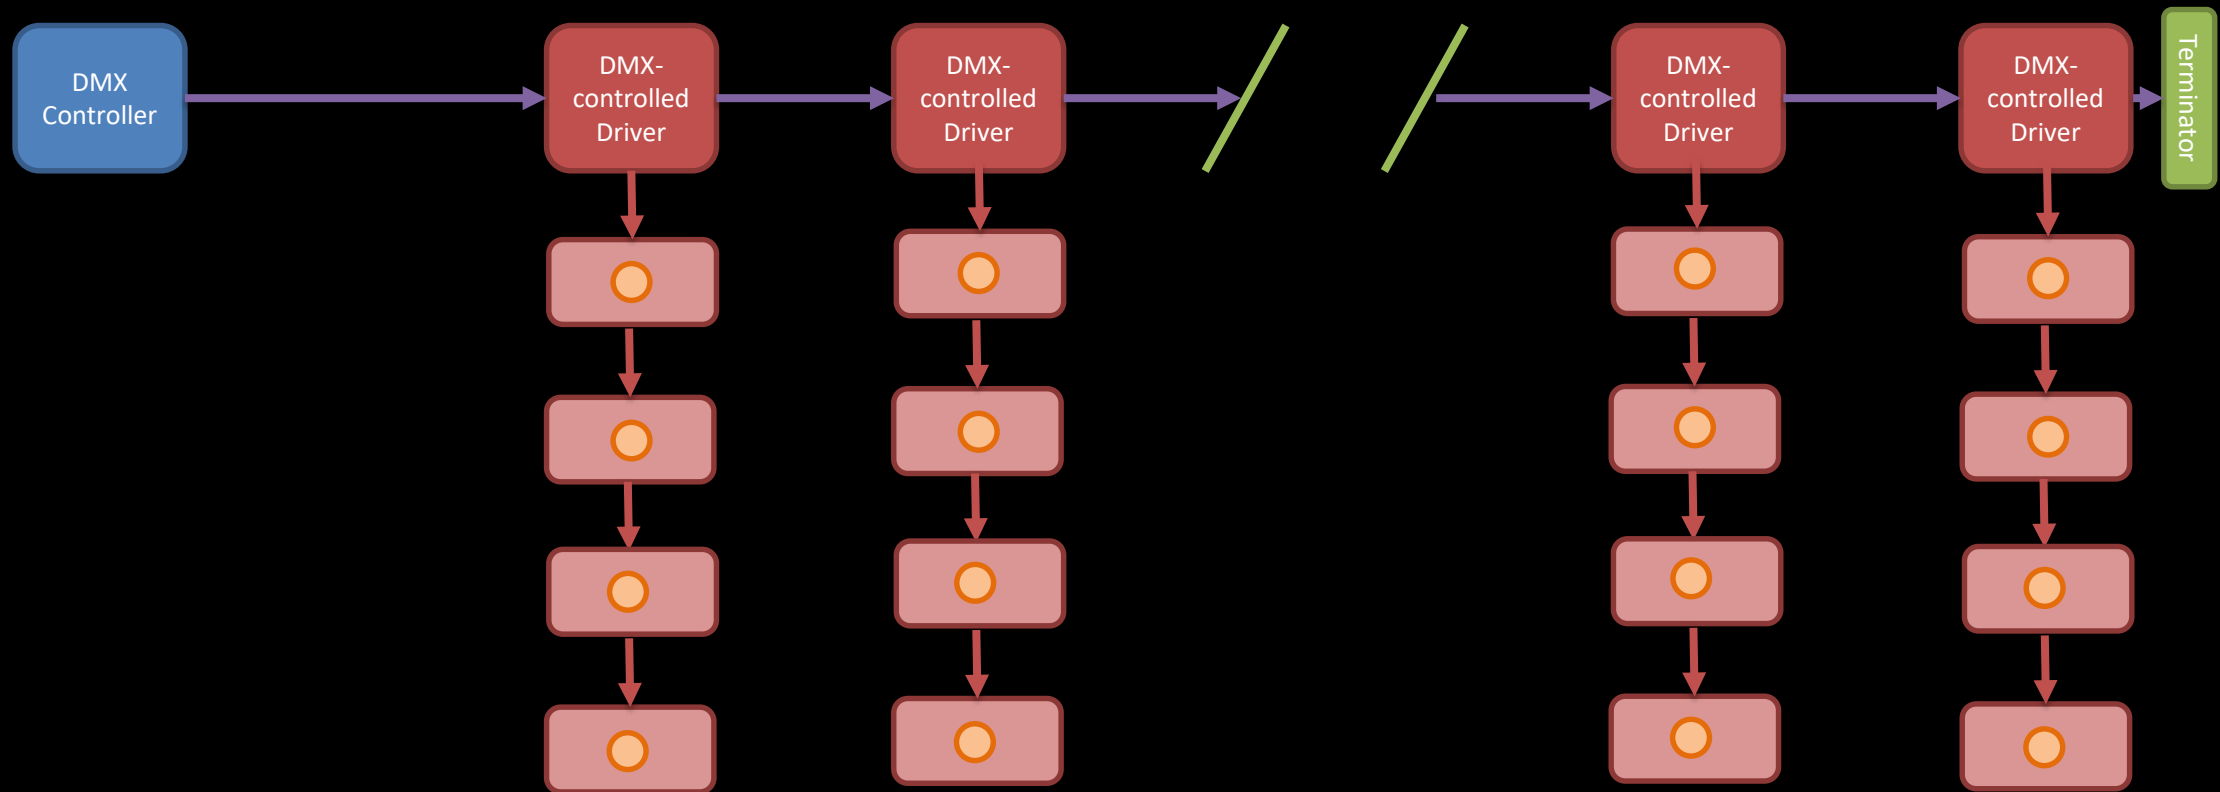 DMX
Controller
DMX-
controlled
Driver
DMX-
controlled
Driver
DMX-
controlled
Driver
DMX-
controlled
Driver
Terminator